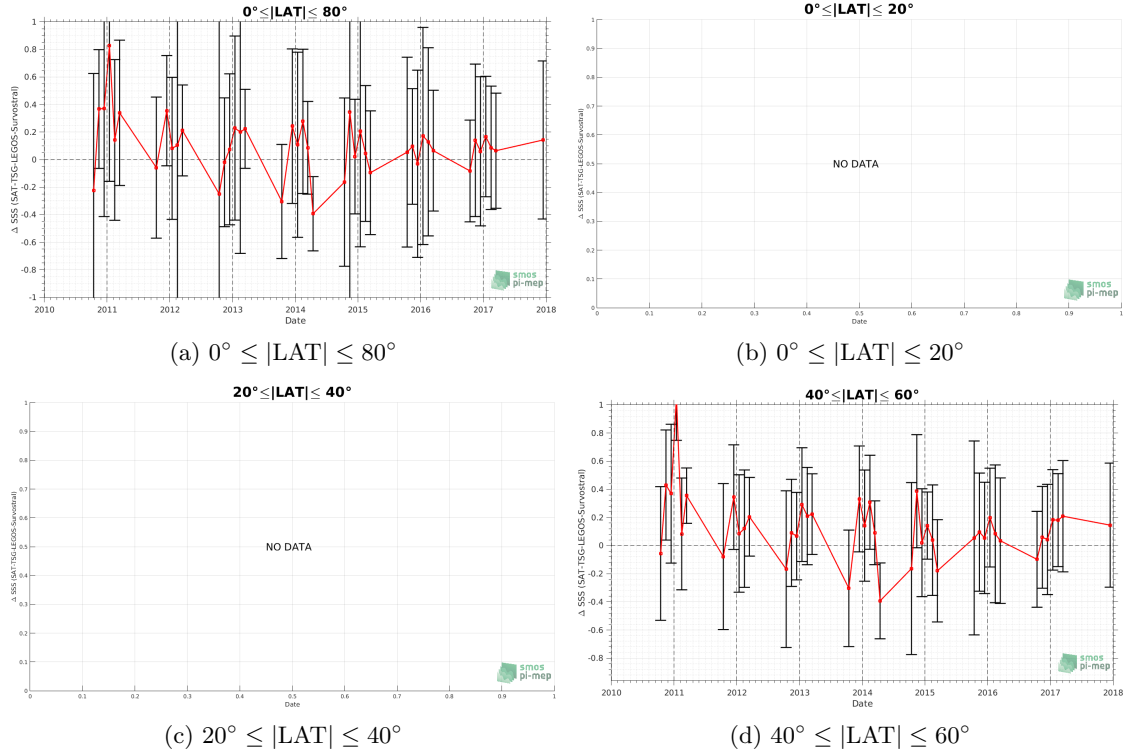 0°≤|LAT|≤ 80°
Δ SSS (SAT-TSG-LEGOS-Survostral)
1
0.8
0.6
0.4
0.2
0
-0.2
-0.4
-0.6
-0.8
-1
2010 2011 2012 2013 2014 2015 2016 2017 2018
Date
smos
pi-mep
(a) 0° ≤ |LAT| ≤ 80°
0°≤|LAT|≤ 20°
Δ SSS (SAT-TSG-LEGOS-Survostral)
1
0.9
0.8
0.7
0.6
0.5
0.4
0.3
0.2
0.1
0
NO DATA
0 0.1 0.2 0.3 0.4 0.5 0.6 0.7 0.8 0.9 1
Date
smos
pi-mep
(b) 0° ≤ |LAT| ≤ 20°
20°≤|LAT|≤ 40°
Δ SSS (SAT-TSG-LEGOS-Survostral)
1
0.9
0.8
0.7
0.6
0.5
0.4
0.3
0.2
0.1
0
NO DATA
0 0.1 0.2 0.3 0.4 0.5 0.6 0.7 0.8 0.9 1
Date
smos
pi-mep
(c) 20° ≤ |LAT| ≤ 40°
40°≤|LAT|≤ 60°
Δ SSS (SAT-TSG-LEGOS-Survostral)
1
0.8
0.6
0.4
0.2
0
-0.2
-0.4
-0.6
-0.8
2010 2011 2012 2013 2014 2015 2016 2017 2018
Date
smos
pi-mep
(d) 40° ≤ |LAT| ≤ 60°